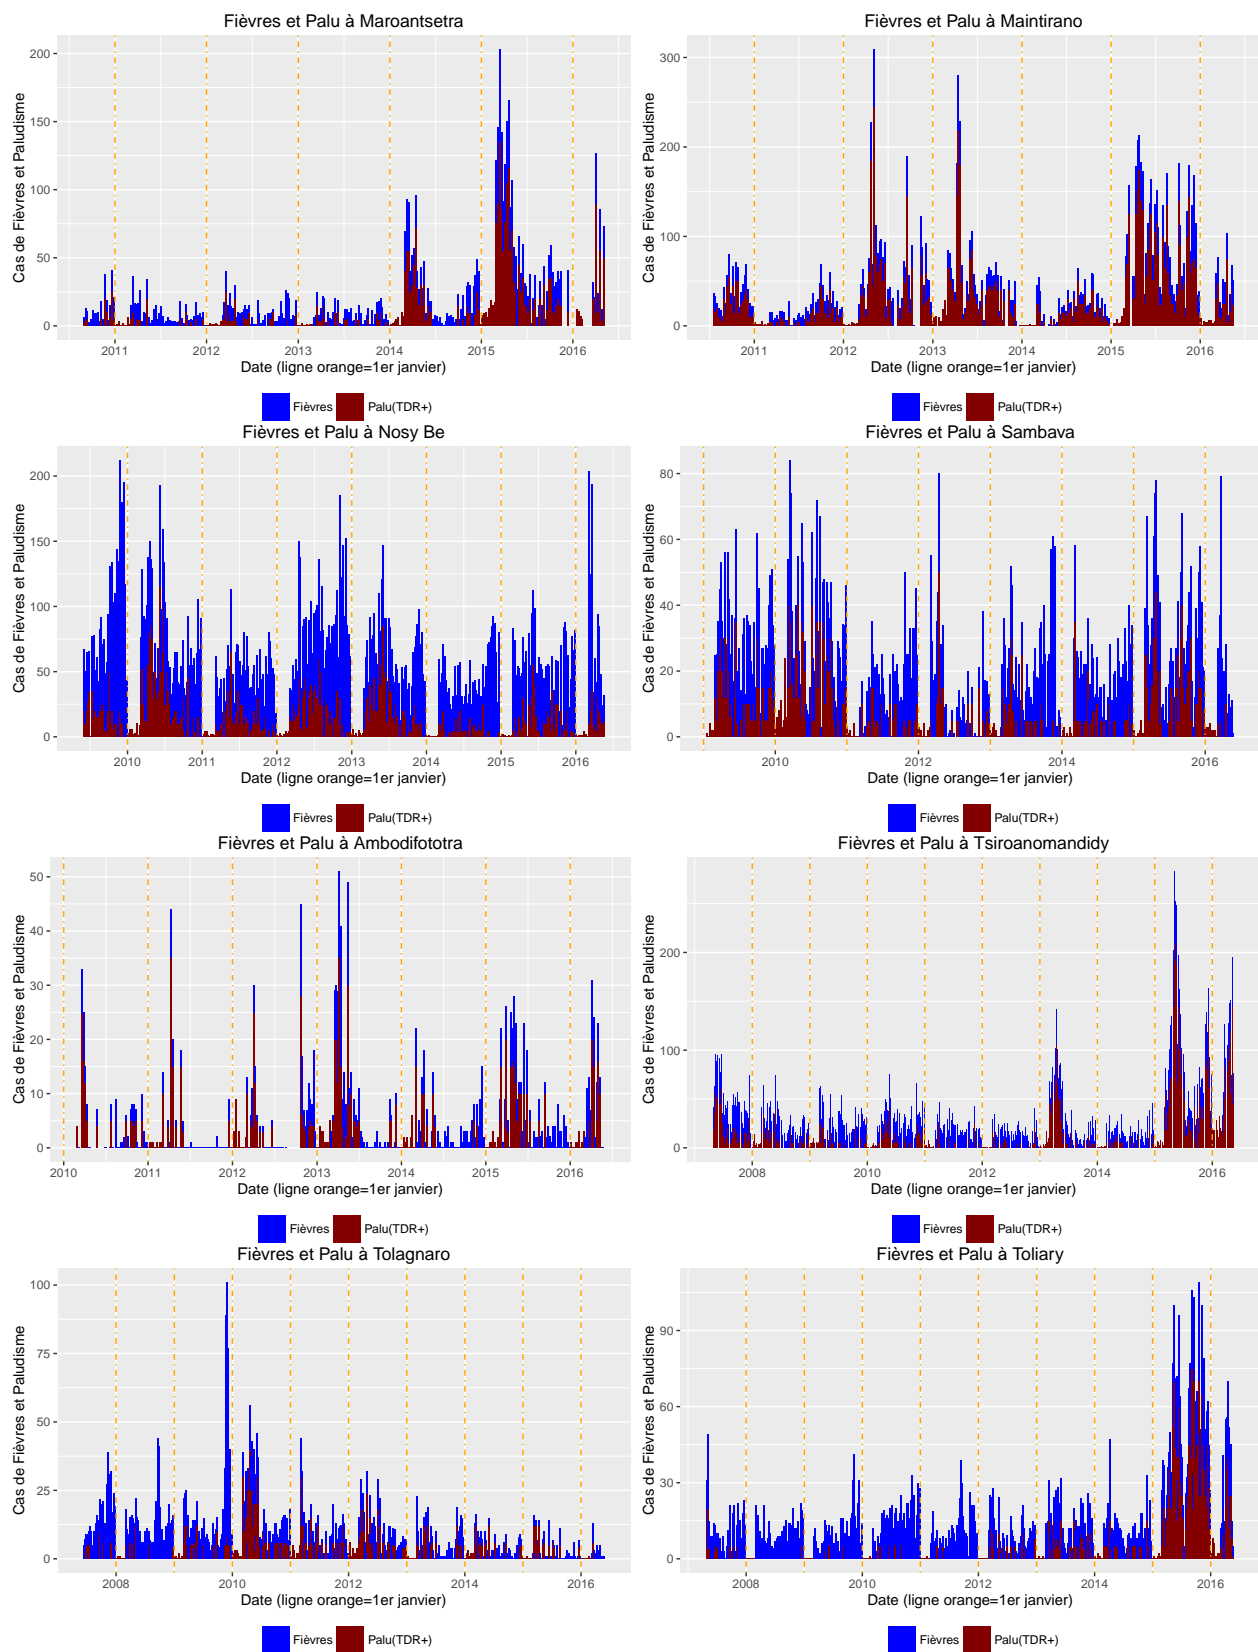 Fièvres et Palu à Maroantsetra
Cas de Fièvres et Paludisme
200
150
100
50
0
2011 2012 2013 2014 2015 2016
Date (ligne orange=1er janvier)
Fièvres Palu(TDR+)
Fièvres et Palu à Maintirano
Cas de Fièvres et Paludisme
300
200
100
0
2011 2012 2013 2014 2015 2016
Date (ligne orange=1er janvier)
Fièvres Palu(TDR+)
Fièvres et Palu à Nosy Be
Cas de Fièvres et Paludisme
200
150
100
50
0
2010 2011 2012 2013 2014 2015 2016
Date (ligne orange=1er janvier)
Fièvres Palu(TDR+)
Fièvres et Palu à Sambava
Cas de Fièvres et Paludisme
80
60
40
20
0
2010 2012 2014 2016
Date (ligne orange=1er janvier)
Fièvres Palu(TDR+)
Fièvres et Palu à Ambodifototra
Cas de Fièvres et Paludisme
50
40
30
20
10
0
2010 2011 2012 2013 2014 2015 2016
Date (ligne orange=1er janvier)
Fièvres Palu(TDR+)
Fièvres et Palu à Tsiroanomandidy
Cas de Fièvres et Paludisme
200
100
0
2008 2010 2012 2014 2016
Date (ligne orange=1er janvier)
Fièvres Palu(TDR+)
Fièvres et Palu à Tolagnaro
Cas de Fièvres et Paludisme
100
75
50
25
0
2008 2010 2012 2014 2016
Date (ligne orange=1er janvier)
Fièvres Palu(TDR+)
Fièvres et Palu à Toliary
Cas de Fièvres et Paludisme
90
60
30
0
2008 2010 2012 2014 2016
Date (ligne orange=1er janvier)
Fièvres Palu(TDR+)